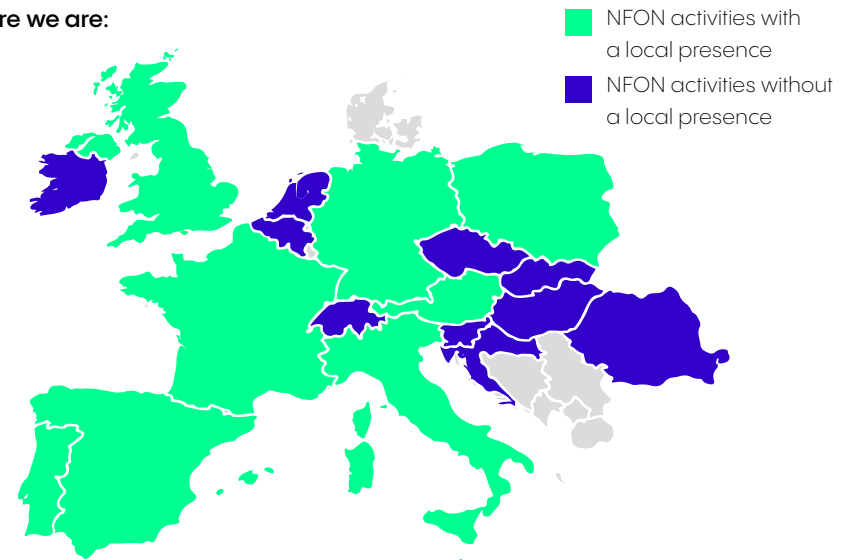 re we are:
NFON activities with
a local presence
NFON activities without
a local presence